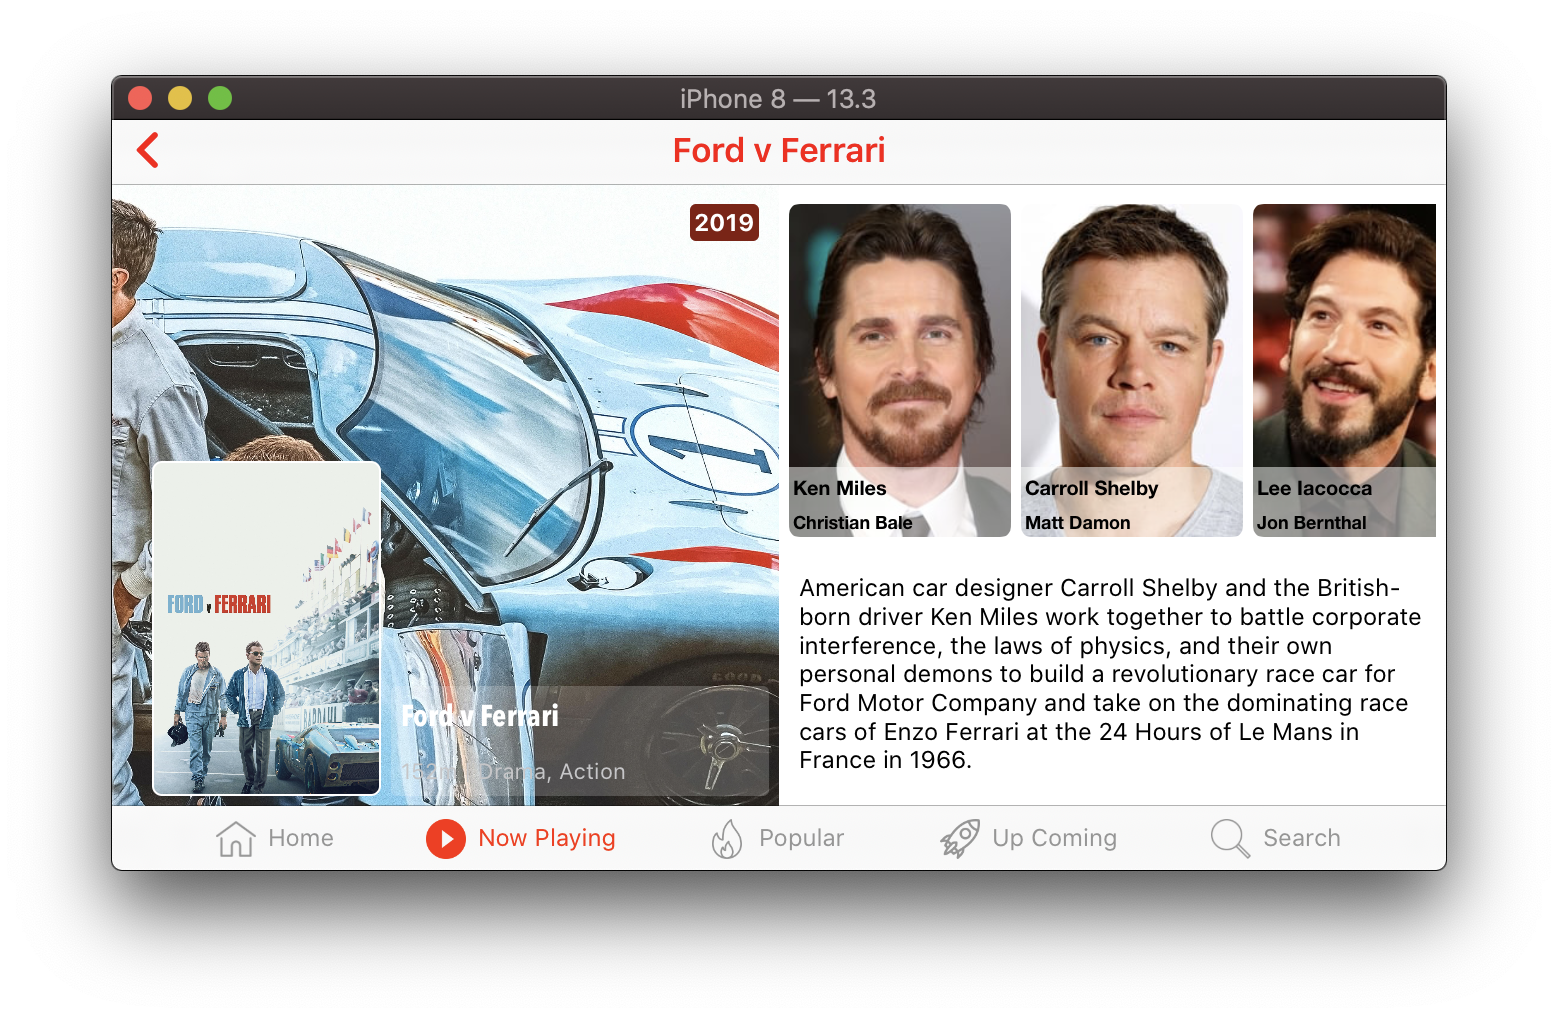 iPhone 8 — 13.3
Ford v Ferrari
2019
1
FORD v FERRARI
Ford v Ferrari
Drama, Action
Ken Miles
Christian Bale
Carroll Shelby
Matt Damon
Lee Iacocca
Jon Bernthal
American car designer Carroll Shelby and the British-
born driver Ken Miles work together to battle corporate
interference, the laws of physics, and their own
personal demons to build a revolutionary race car for
Ford Motor Company and take on the dominating race
cars of Enzo Ferrari at the 24 Hours of Le Mans in
France in 1966.
Home
Now Playing
Popular
Up Coming
Search